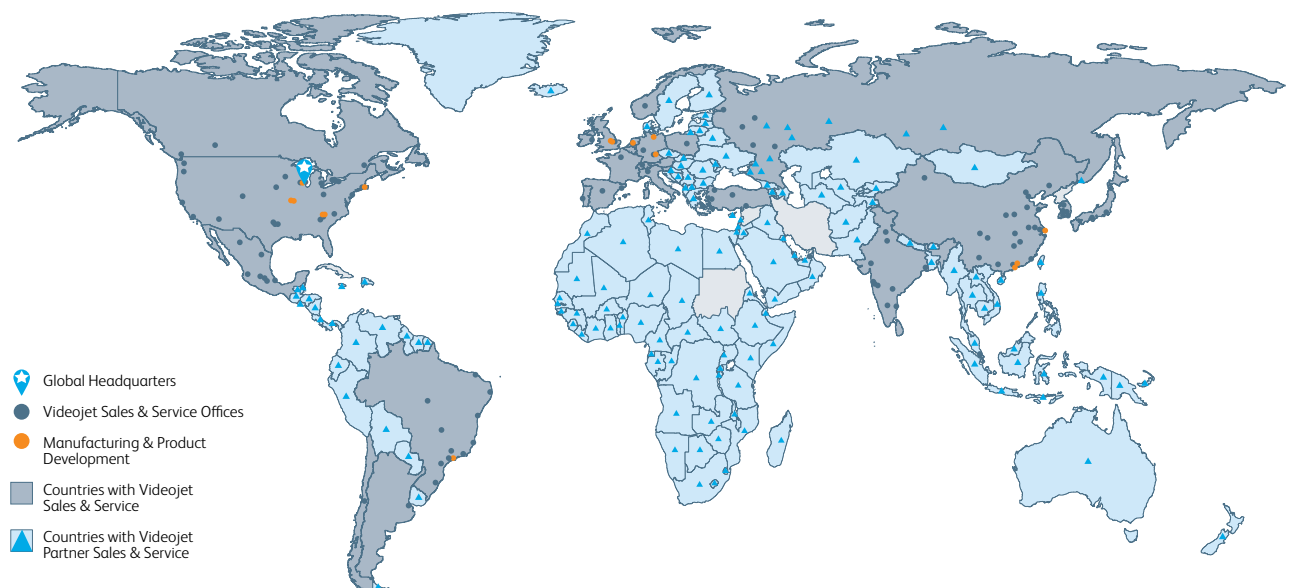 Global Headquarters
Videojet Sales & Service Offices
Manufacturing & Product
Development
Countries with Videojet
Sales & Service
Countries with Videojet
Partner Sales & Service